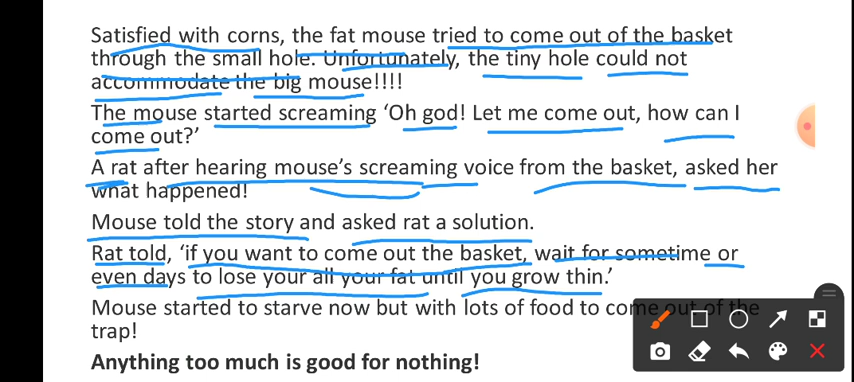 Satisfied with corns, the fat mouse tried to come out of the basket
through the small hole. Unfortunately, the tiny hole could not
accommodate the big mouse!!!!
The mouse started screaming ‘Oh god! Let me come out, how can I
come out?’
A rat after hearing mouse’s screaming voice from the basket, asked her
what happened!
Mouse told the story and asked rat a solution.
Rat told, ‘if you want to come out the basket, wait for sometime or
even days to lose your all your fat until you grow thin.’
Mouse started to starve now but with lots of food to come out of the
trap!
Anything too much is good for nothing!